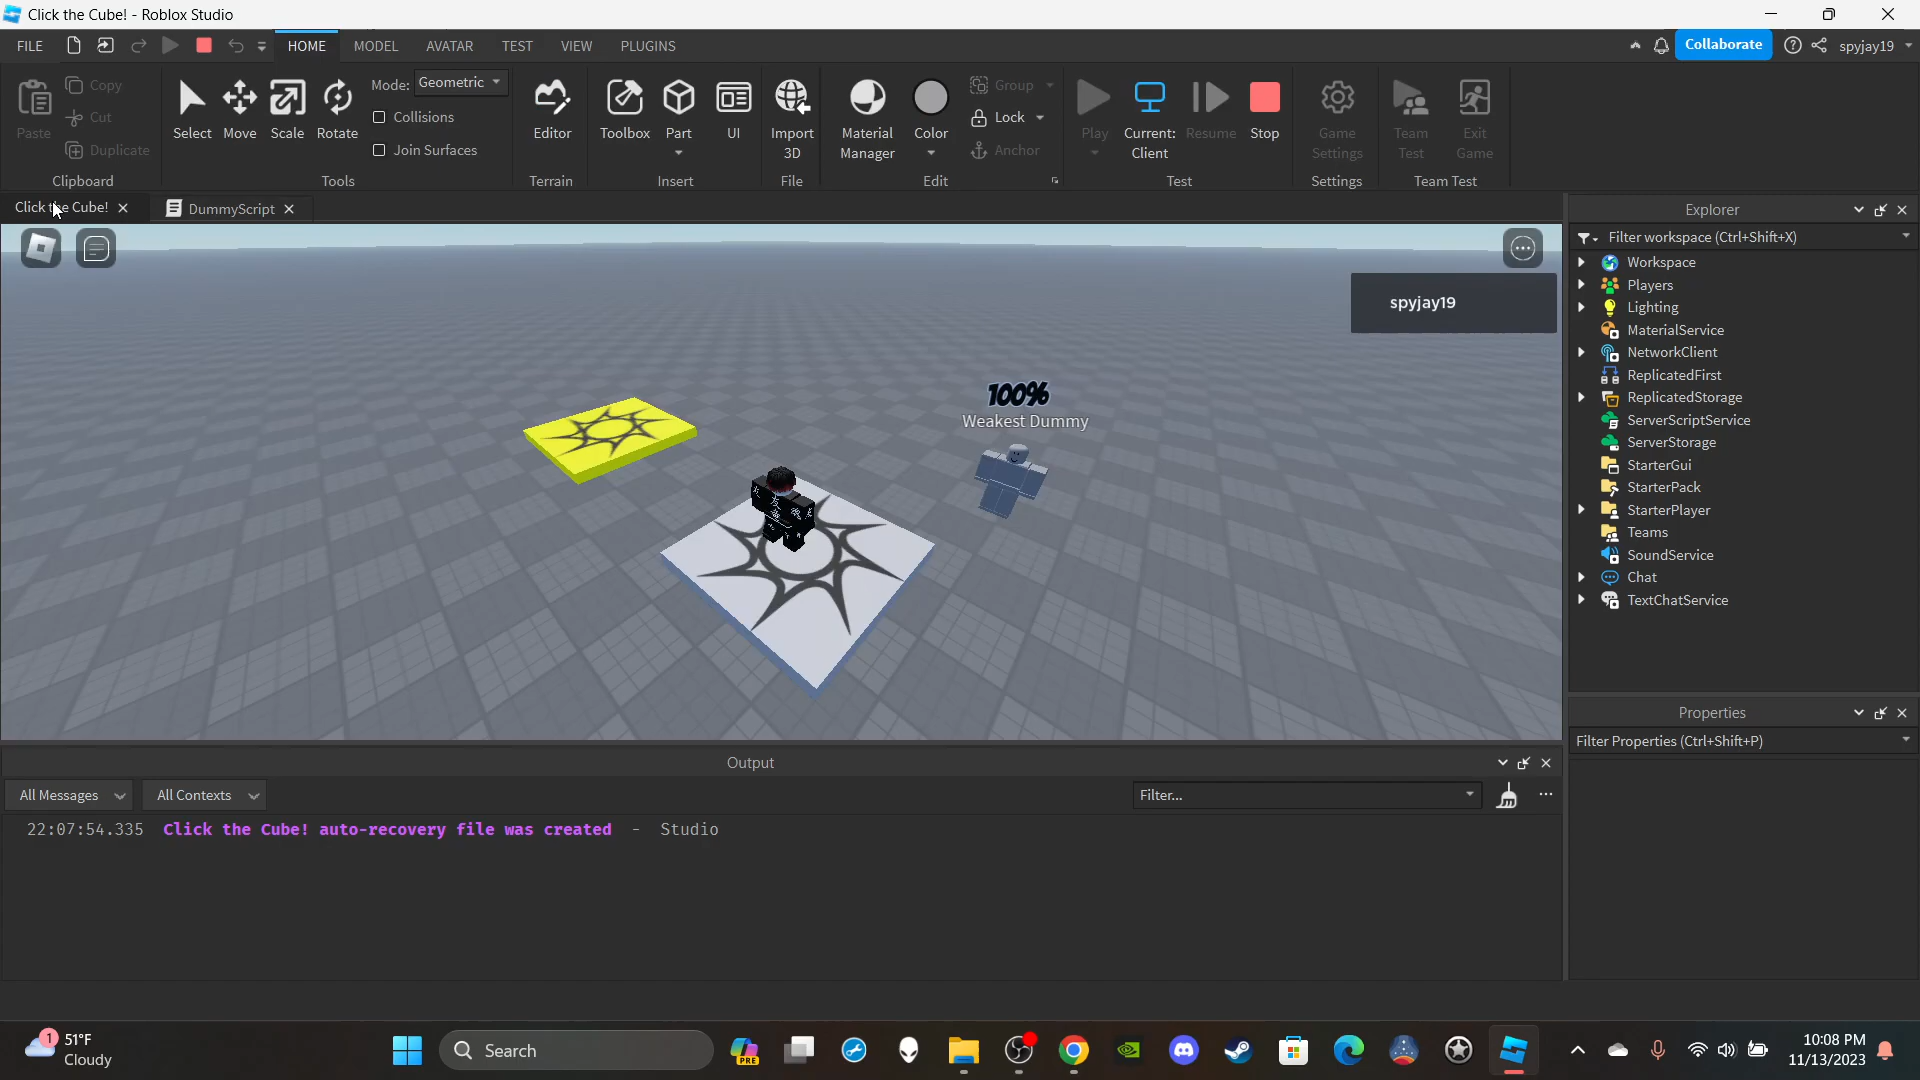 Click the Cube! - Roblox Studio
FILE HOME MODEL AVATAR TEST VIEW PLUGINS Collaborate spyjay19
Paste Copy Cut Duplicate
Clipboard
Select Move Scale Rotate
Mode: Geometric
Collisions
Join Surfaces
Tools
Editor
Terrain
Toolbox Part UI
Insert
Import
3D
File
Material
Manager
Color
Group
Lock
Anchor
Edit
Play
Current:
Client
Resume
Stop
Test
Game
Settings
Settings
Team
Test
Exit
Game
Team Test
Click the Cube! DummyScript
spyjay19
100%
Weakest Dummy
Explorer
Filter workspace (Ctrl+Shift+X)
Workspace
Players
Lighting
MaterialService
NetworkClient
ReplicatedFirst
ReplicatedStorage
ServerScriptService
ServerStorage
StarterGui
StarterPack
StarterPlayer
Teams
SoundService
Chat
TextChatService
Properties
Filter Properties (Ctrl+Shift+P)
Output
All Messages All Contexts Filter...
22:07:54.335 Click the Cube! auto-recovery file was created - Studio
1
51°F
Cloudy
Search
PRE
10:08 PM
11/13/2023